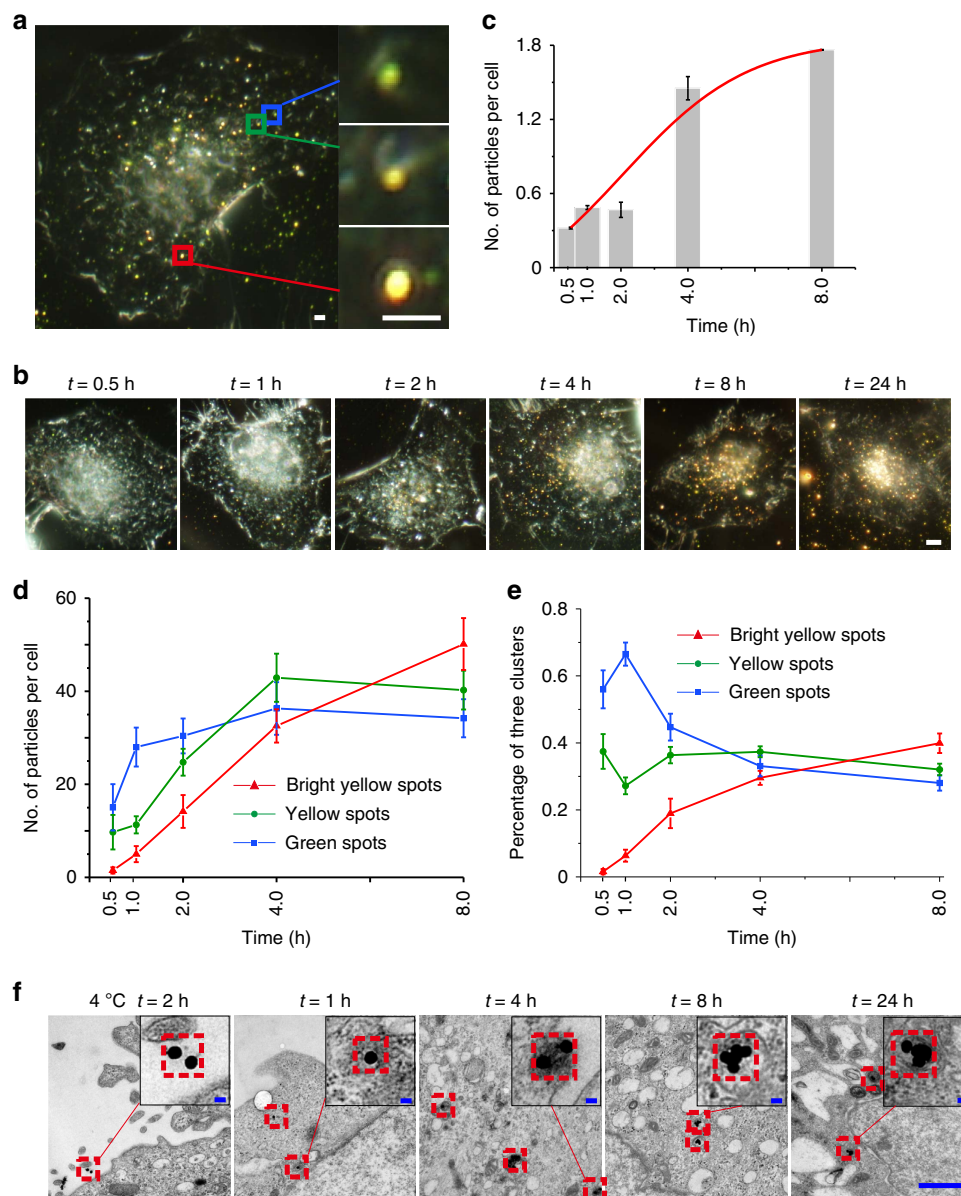 a
b
t = 0.5 h t = 1 h t = 2 h t = 4 h t = 8 h t = 24 h
c
No. of particles per cell
1.8
1.2
0.6
0
0.5 1.0 2.0 4.0 8.0
Time (h)
d
No. of particles per cell
60
40
20
0
Bright yellow spots
Yellow spots
Green spots
0.5 1.0 2.0 4.0 8.0
Time (h)
e
Percentage of three clusters
0.8
0.6
0.4
0.2
0
Bright yellow spots
Yellow spots
Green spots
0.5 1.0 2.0 4.0 8.0
Time (h)
f
4 °C t = 2 h t = 1 h t = 4 h t = 8 h t = 24 h